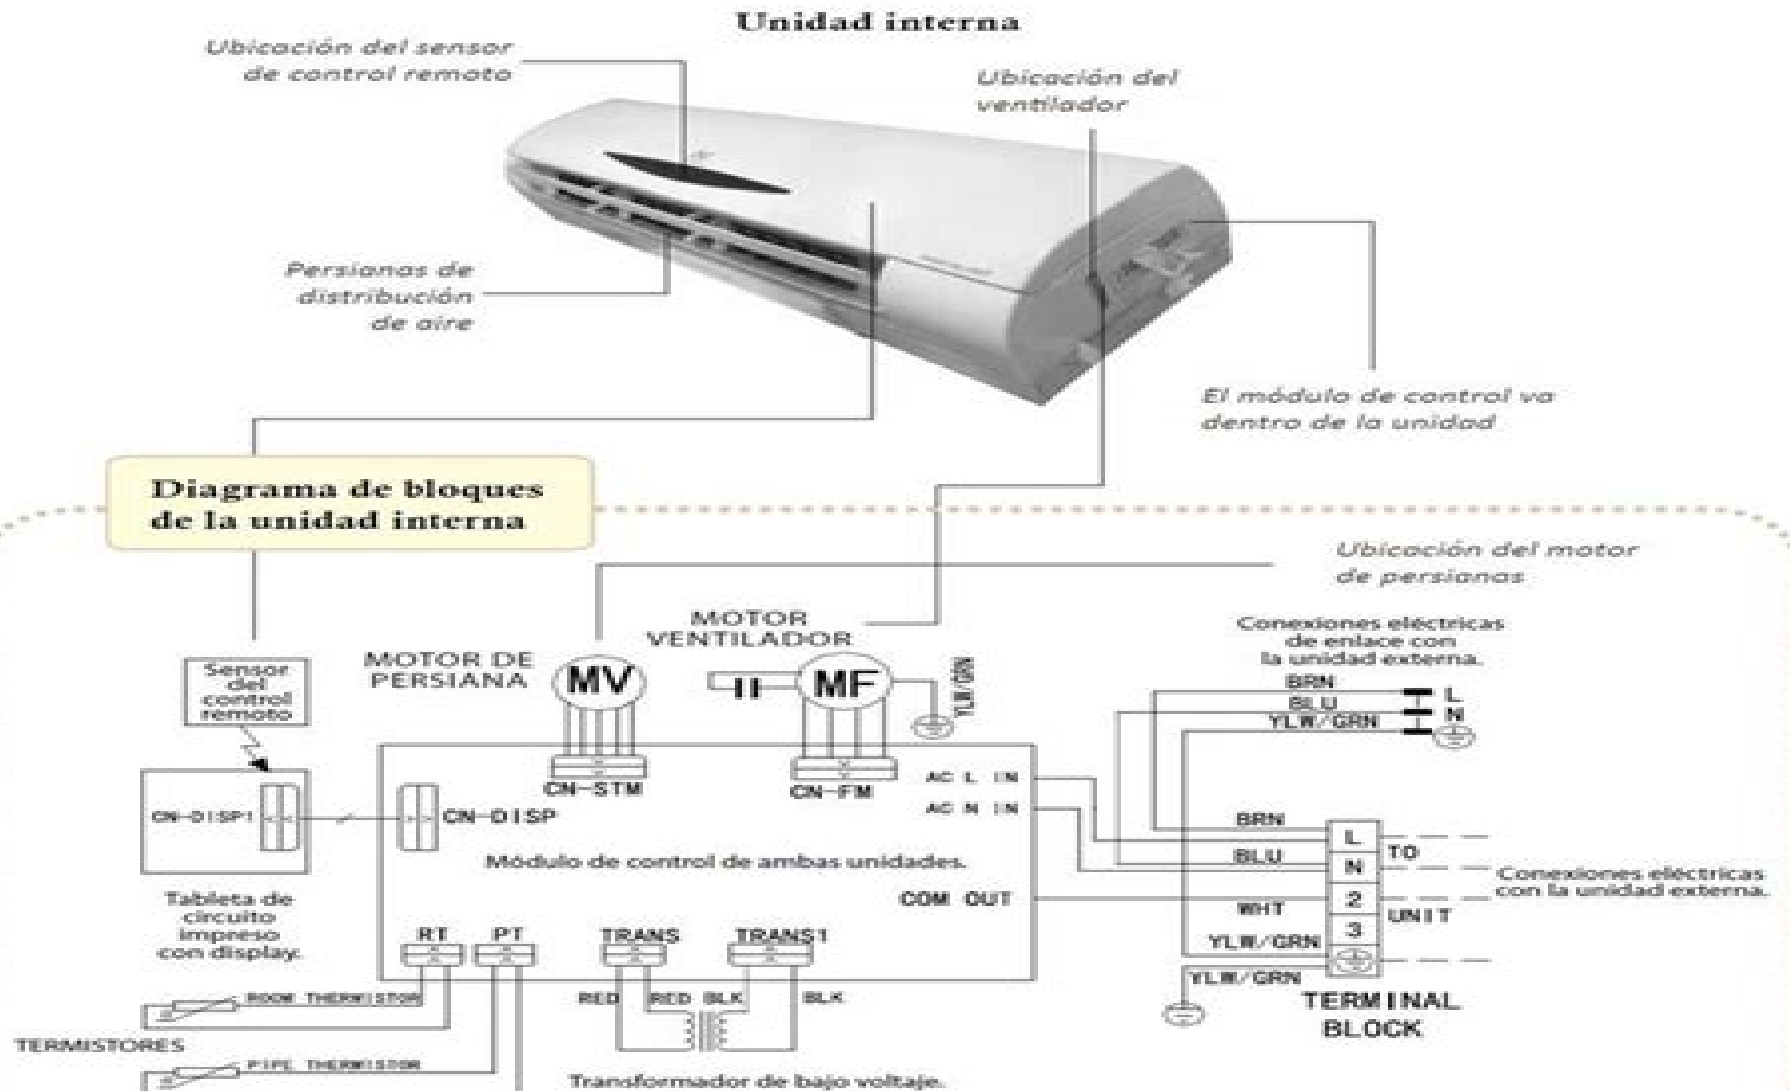 Unidad interna
Ubicación del sensor
de control remoto
Ubicación del
ventilador
Persianas de
distribución
de aire
El módulo de control va
dentro de la unidad
Diagrama de bloques
de la unidad interna
Ubicación del motor
de persianas
MOTOR
VENTILADOR
MOTOR DE
PERSIANA
MV
MF
YLW/GRN
Conexiones eléctricas
de enlace con
la unidad externa.
BRN
L
BLU
N
YLW/GRN
Sensor
del
control
remoto
CN-STM
CN-FM
AC L IN
AC N IN
CN-DISP1
CN-DISP
Módulo de control de ambas unidades.
COM OUT
BRN
L
BLU
N
TO
WHT
2
UNIT
3
YLW/GRN
YLW/GRN
Conexiones eléctricas
con la unidad externa.
TERMINAL
BLOCK
Tableta de
circuito
impreso
con display.
RT
PT
TRANS
TRANS1
RED
RED
BLK
BLK
ROOM THERMISTOR
TERMISTORES
PIPE THERMISTOR
Transformador de bajo voltaje.